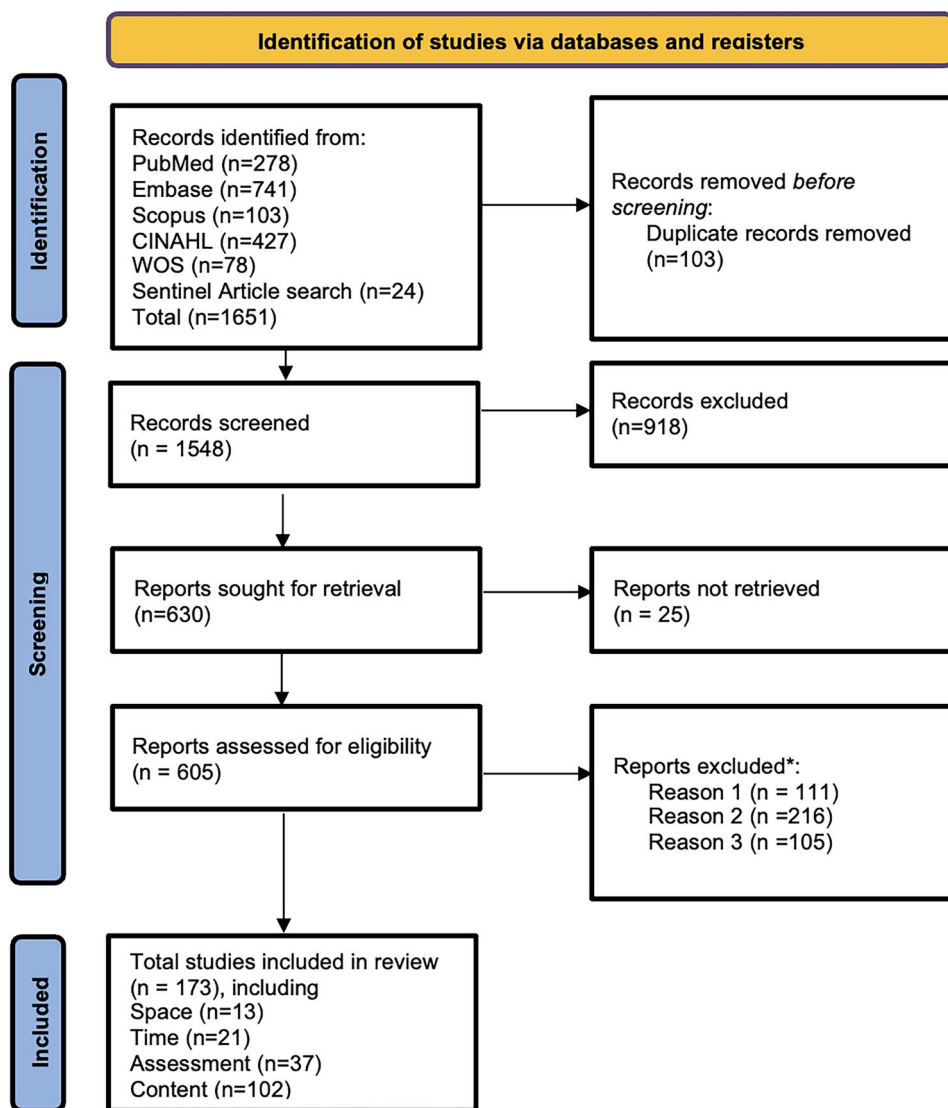 Identification of studies via databases and registers
Identification
Records identified from:
PubMed (n=278)
Embase (n=741)
Scopus (n=103)
CINAHL (n=427)
WOS (n=78)
Sentinel Article search (n=24)
Total (n=1651)
Records removed before
screening:
Duplicate records removed
(n=103)
Screening
Records screened
(n = 1548)
Records excluded
(n=918)
Reports sought for retrieval
(n=630)
Reports not retrieved
(n = 25)
Reports assessed for eligibility
(n = 605)
Reports excluded*:
Reason 1 (n = 111)
Reason 2 (n =216)
Reason 3 (n =105)
Included
Total studies included in review
(n = 173), including
Space (n=13)
Time (n=21)
Assessment (n=37)
Content (n=102)